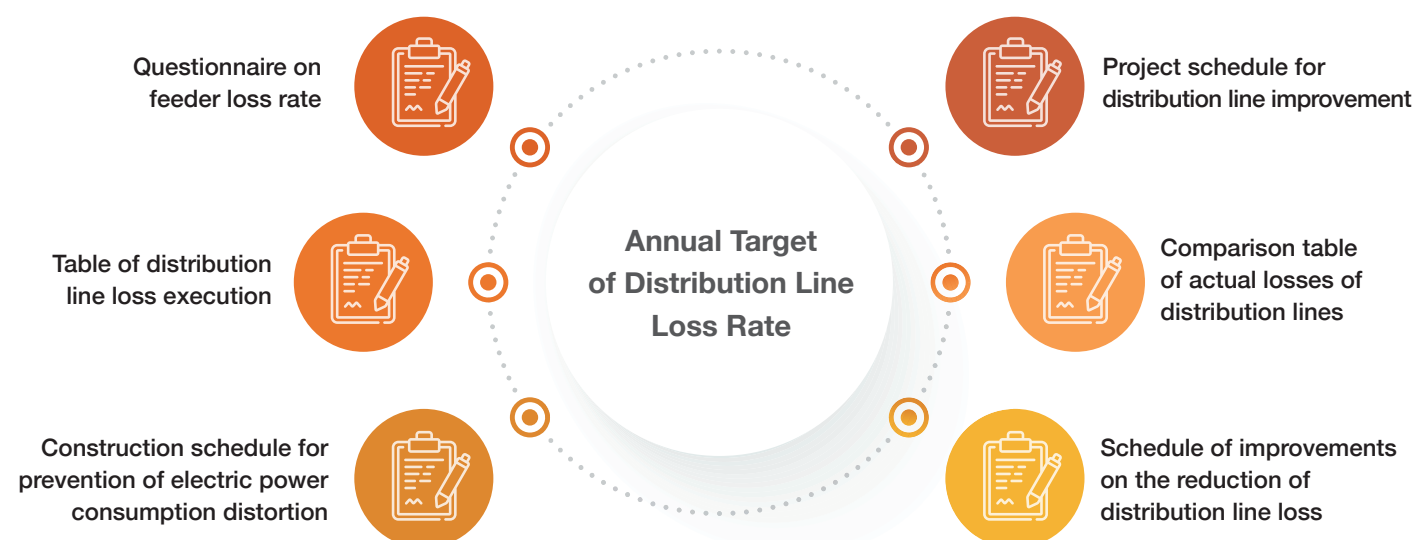 Questionnaire on
feeder loss rate
Table of distribution
line loss execution
Construction schedule for
prevention of electric power
consumption distortion
Annual Target
of Distribution Line
Loss Rate
Project schedule for
distribution line improvement
Comparison table
of actual losses of
distribution lines
Schedule of improvements
on the reduction of
distribution line loss